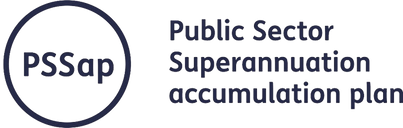 PSSap
Public Sector
Superannuation
accumulation plan